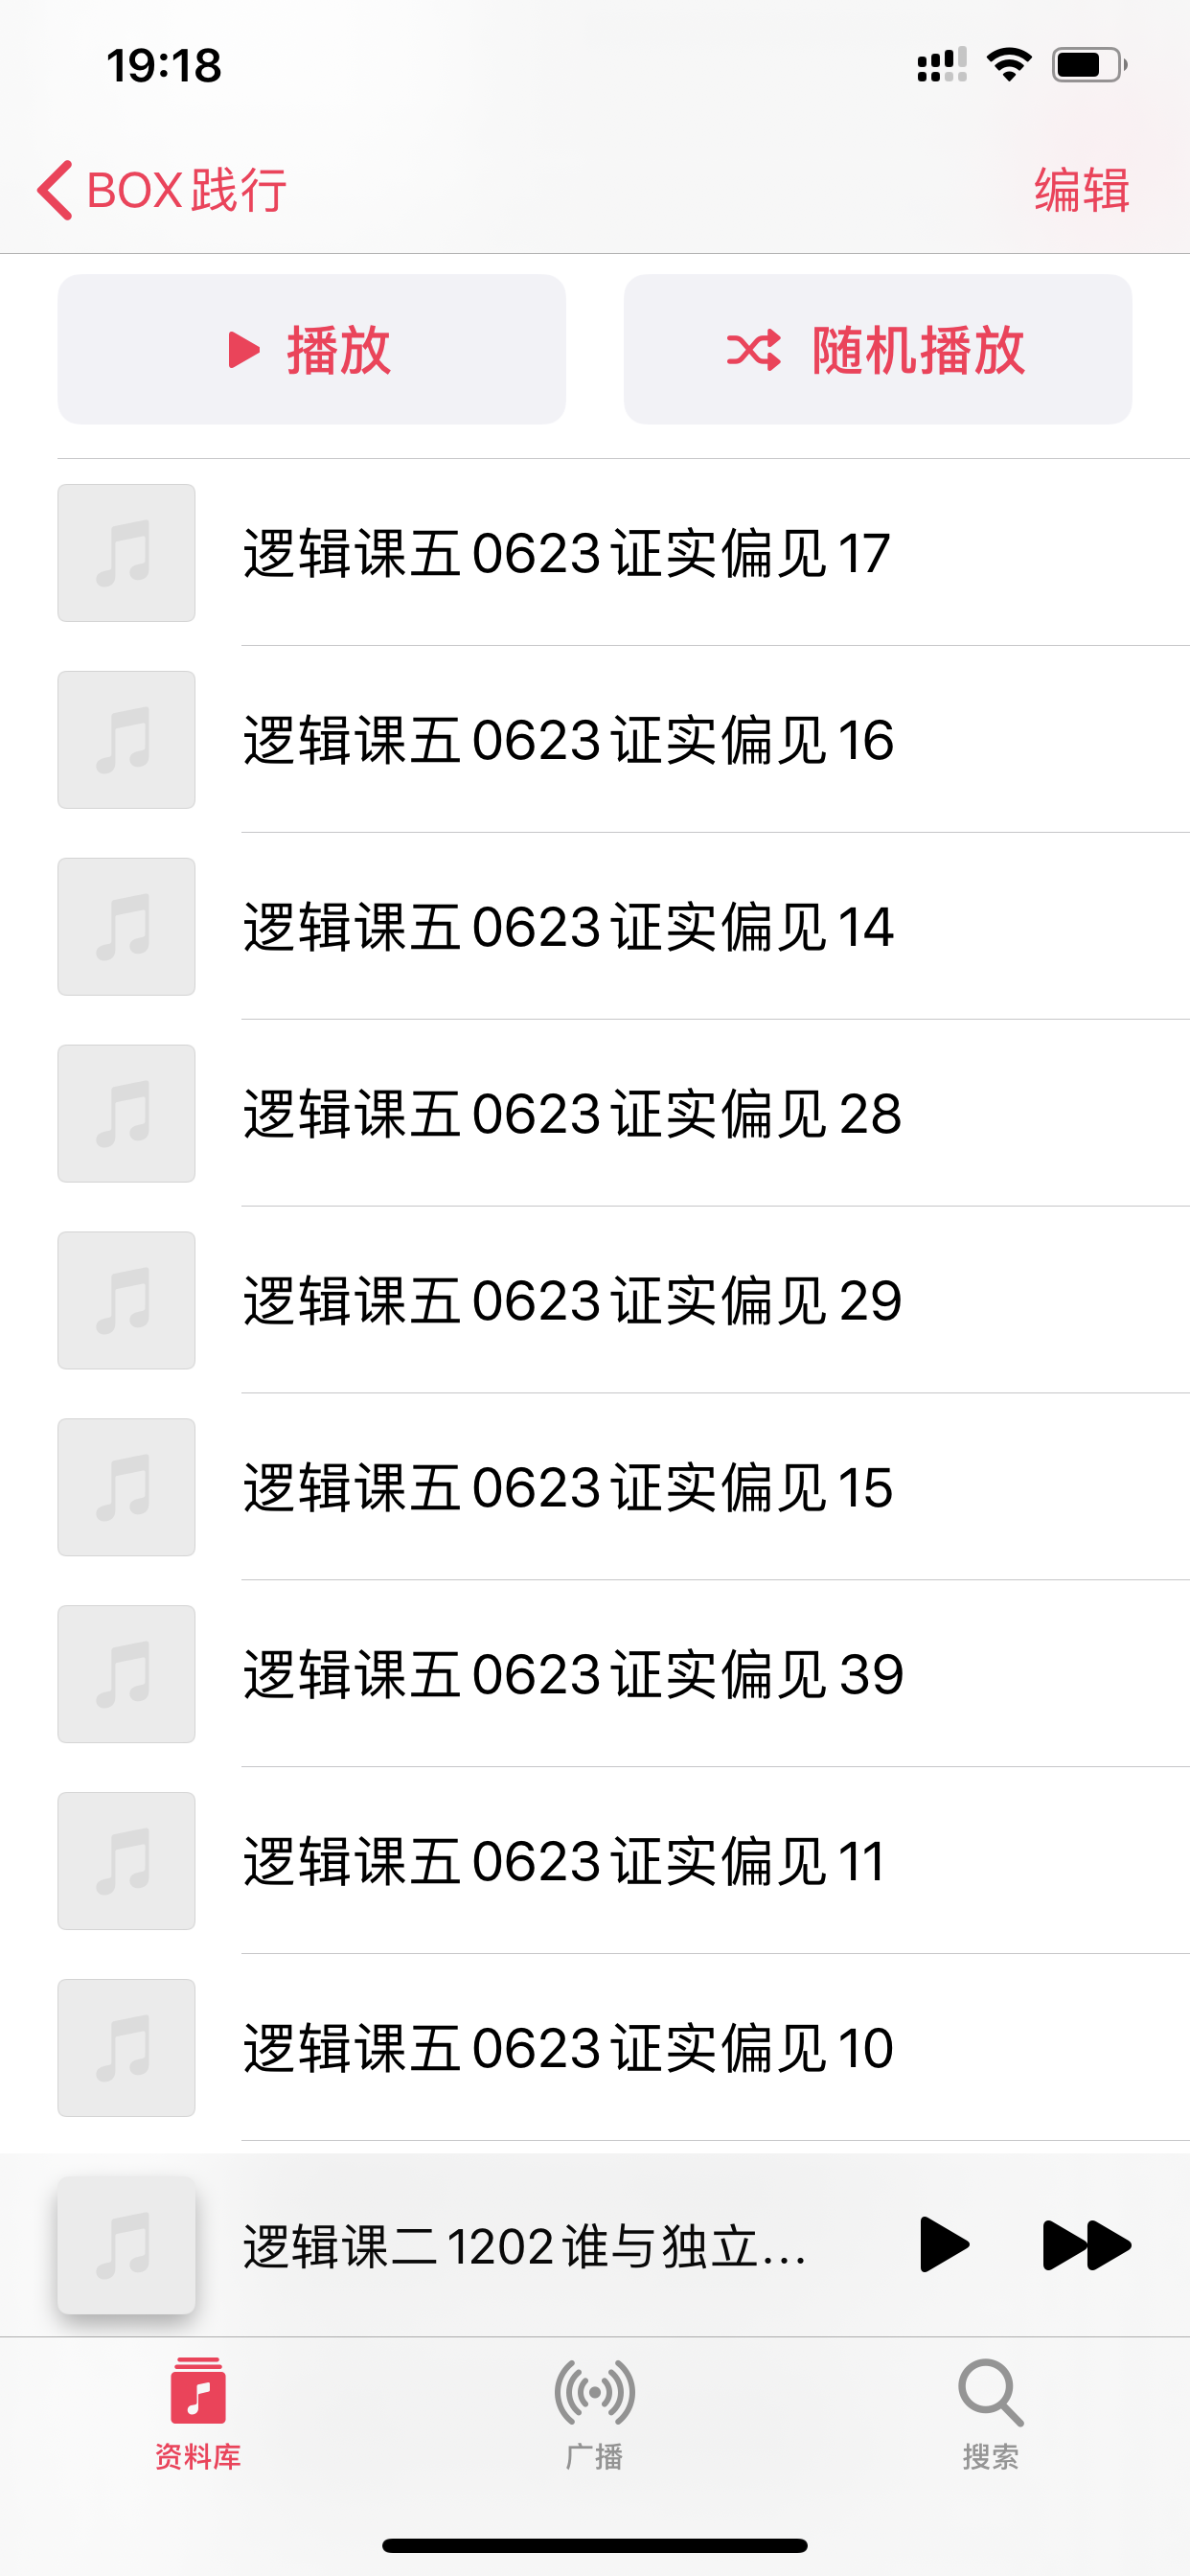 19:18
BOX践行 编辑
播放 随机播放
逻辑课五0623证实偏见17
逻辑课五0623证实偏见16
逻辑课五0623证实偏见14
逻辑课五0623证实偏见28
逻辑课五0623证实偏见29
逻辑课五0623证实偏见15
逻辑课五0623证实偏见39
逻辑课五0623证实偏见11
逻辑课五0623证实偏见10
逻辑课二1202谁与独立...
资料库 广播 搜索